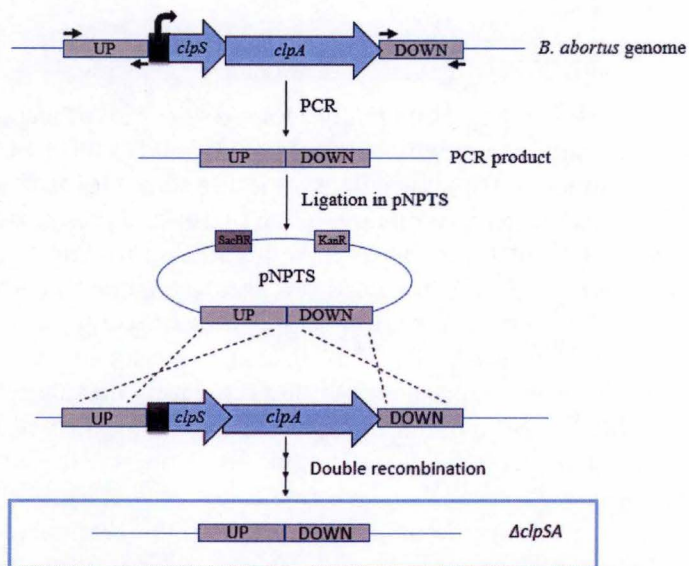 UP clpS clpA DOWN B. abortus genome
PCR
UP DOWN PCR product
Ligation in pNPTS
SacBR KanR
pNPTS
UP DOWN
UP clpS clpA DOWN
Double recombination
UP DOWN ΔclpSA